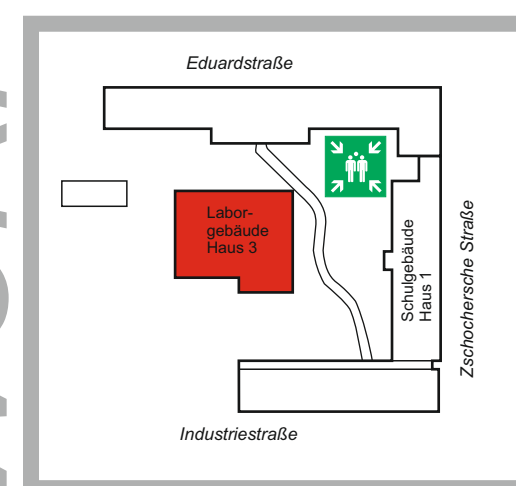 Eduardstraße
Labor-
gebäude
Haus 3
Schulgebäude
Haus 1
Zschochersche Straße
Industriestraße